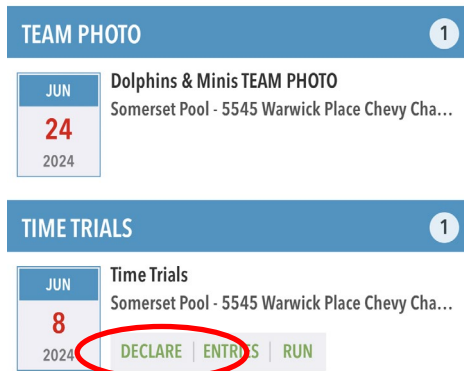 TEAM PHOTO 1
JUN
24
2024
Dolphins & Minis TEAM PHOTO
Somerset Pool - 5545 Warwick Place Chevy Cha...
TIME TRIALS 1
JUN
8
2024
Time Trials
Somerset Pool - 5545 Warwick Place Chevy Cha...
DECLARE | ENTRIES | RUN